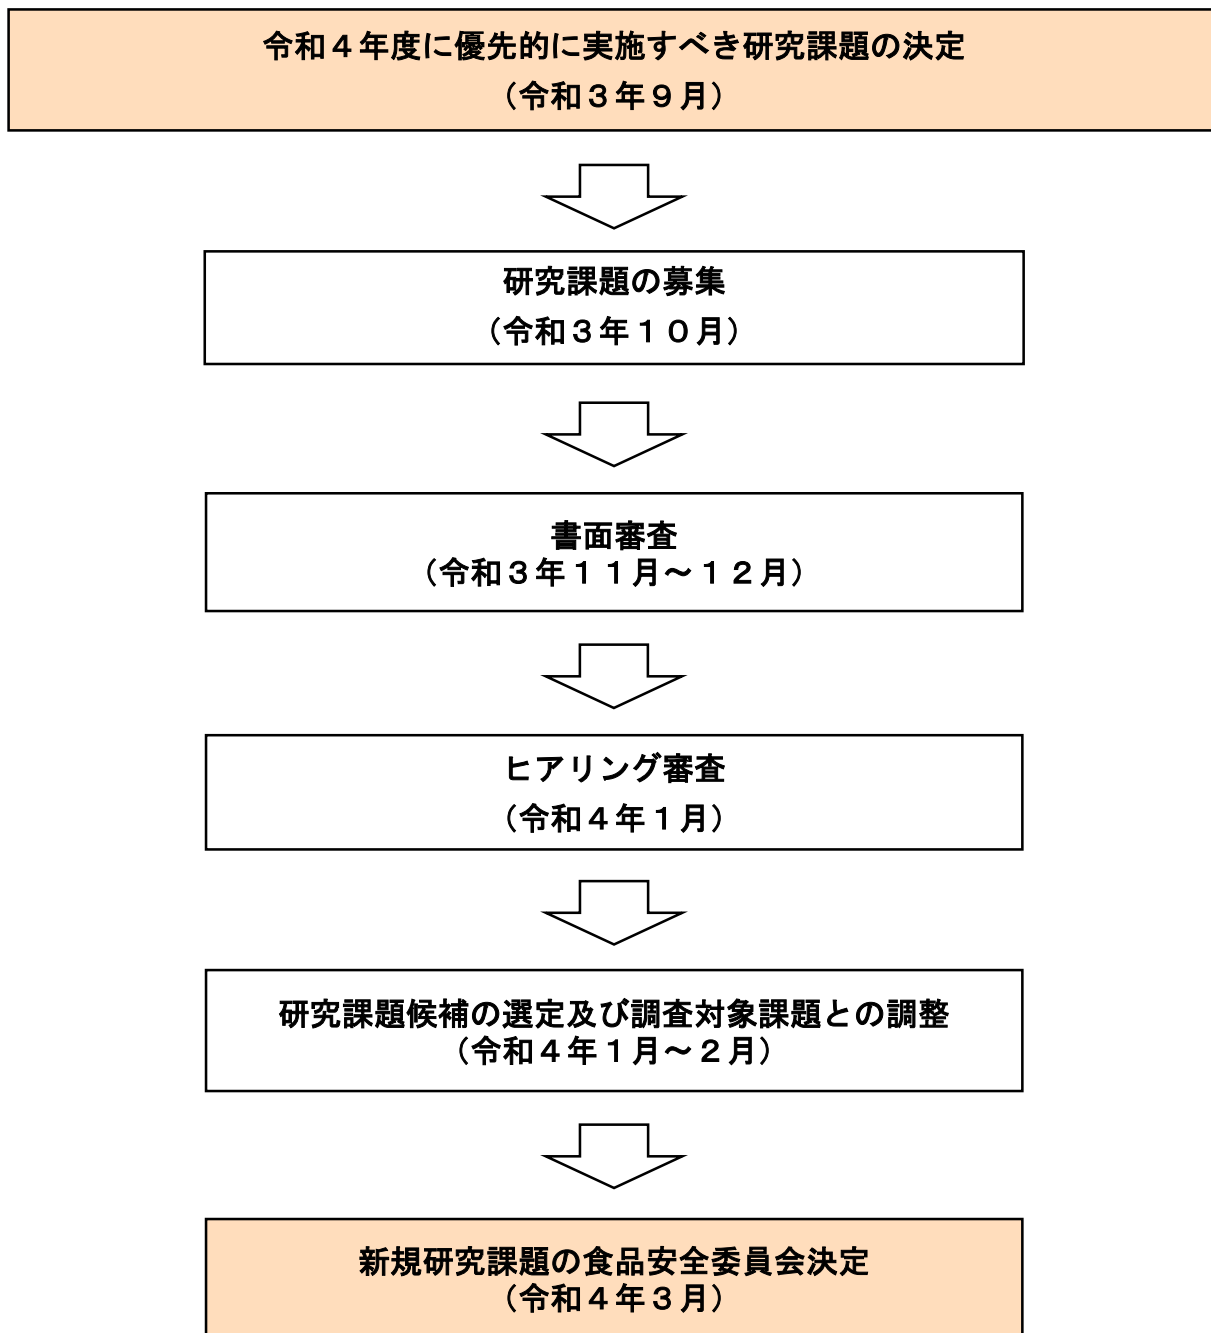 令和４年度に優先的に実施すべき研究課題の決定
（令和３年９月）
研究課題の募集
（令和３年１０月）
書面審査
（令和３年１１月～１２月）
ヒアリング審査
（令和４年１月）
研究課題候補の選定及び調査対象課題との調整
（令和４年１月～２月）
新規研究課題の食品安全委員会決定
（令和４年３月）